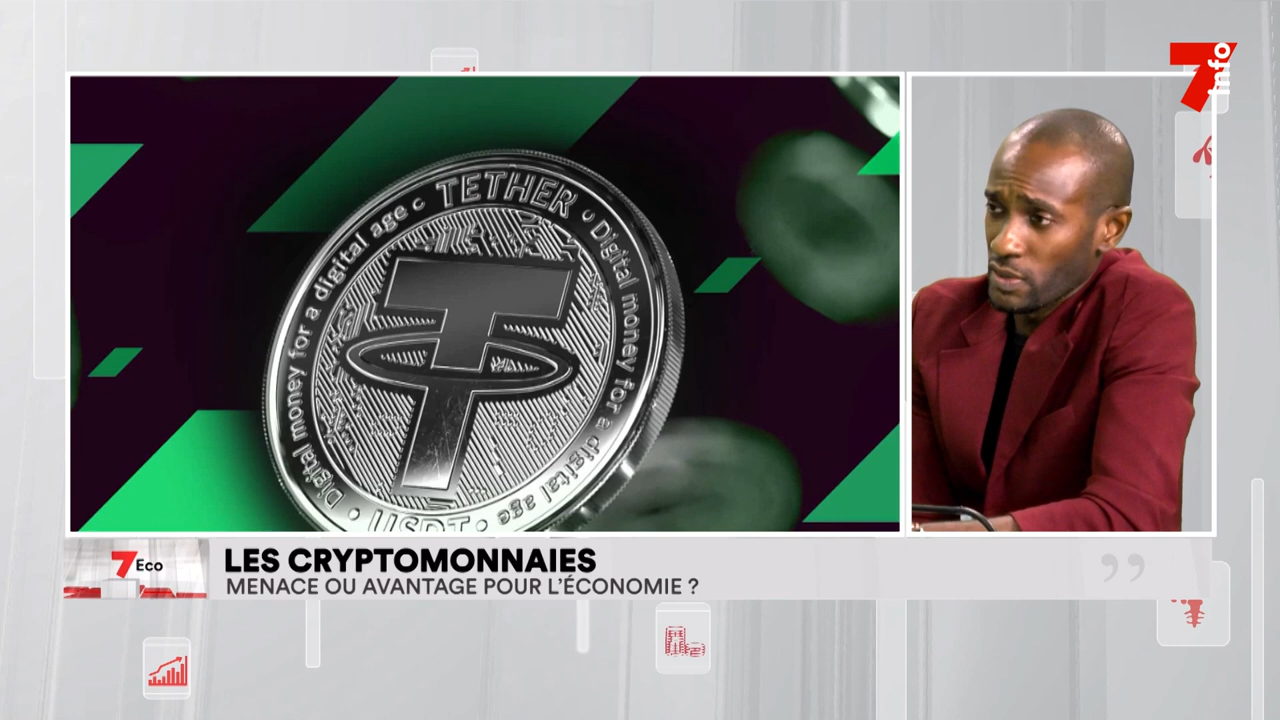 7 info
TETHER
Digital money for a digital age
Digital money for a digital age
USDT
7 Eco
LES CRYPTOMONNAIES
MENACE OU AVANTAGE POUR L'ÉCONOMIE ?